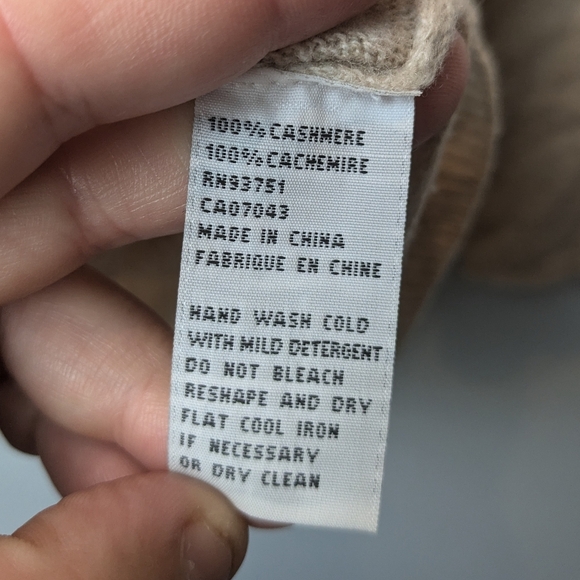 100% CASHMERE
100% CACHEMIRE
RN93751
CA07043
MADE IN CHINA
FABRIQUE EN CHINE
HAND WASH COLD
WITH MILD DETERGENT
DO NOT BLEACH
RESHAPE AND DRY
FLAT COOL IRON
IF NECESSARY
OR DRY CLEAN